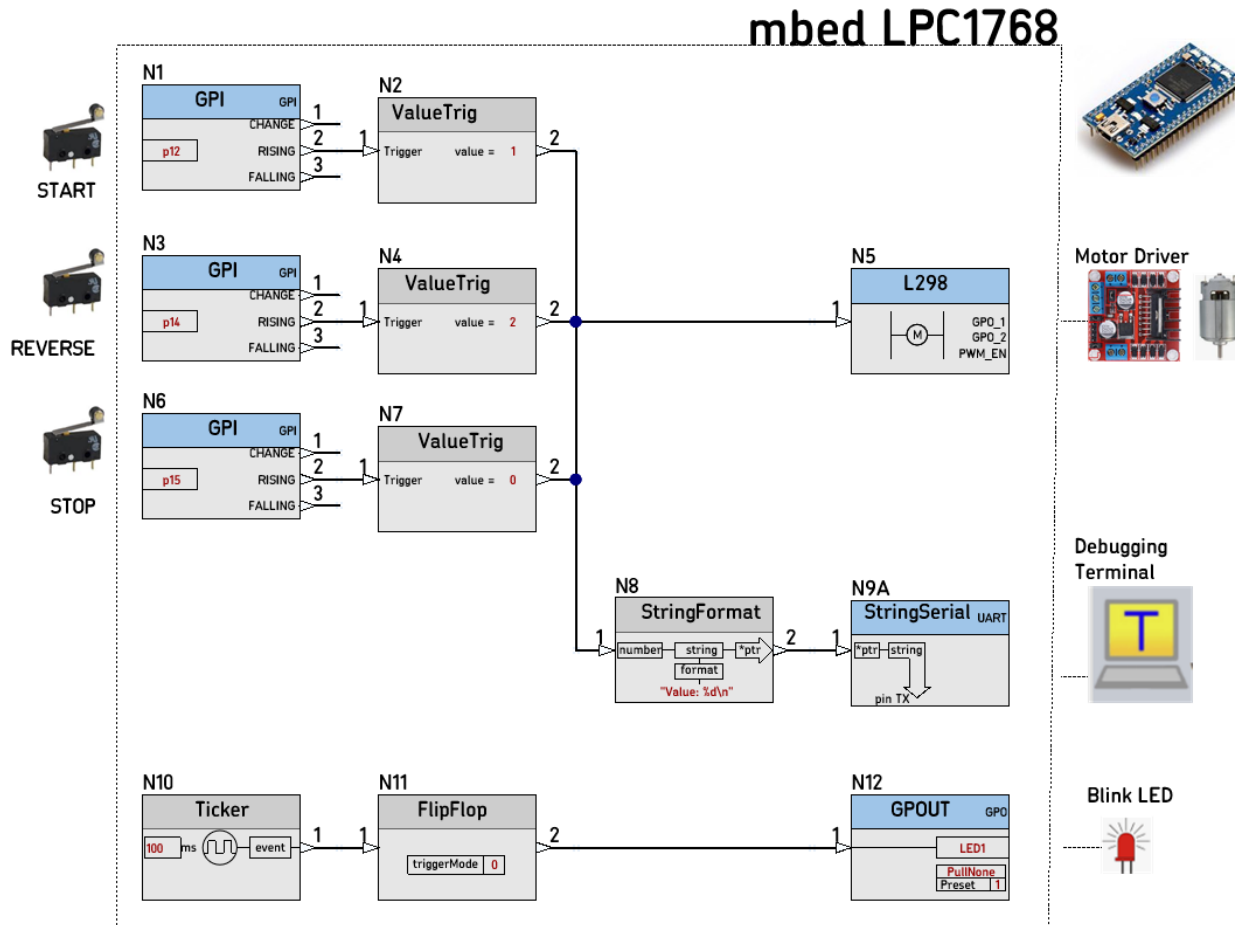 mbed LPC1768
START
N1
GPI GPI
CHANGE 1
RISING 2
FALLING 3
p12
N2
ValueTrig
1 Trigger value = 1 2
REVERSE
N3
GPI GPI
CHANGE 1
RISING 2
FALLING 3
p14
N4
ValueTrig
1 Trigger value = 2 2
N5
L298
1
M
GPO_1
GPO_2
PWM_EN
Motor Driver
STOP
N6
GPI GPI
CHANGE 1
RISING 2
FALLING 3
p15
N7
ValueTrig
1 Trigger value = 0 2
N8
StringFormat
1 number string *ptr 2
format
"Value: %d\n"
N9A
StringSerial UART
1 *ptr string
pin TX
Debugging
Terminal
T
N10
Ticker
100 ms event 1
N11
FlipFlop
1 2
triggerMode 0
N12
GPOUT GPO
1 LED1
PullNone
Preset 1
Blink LED